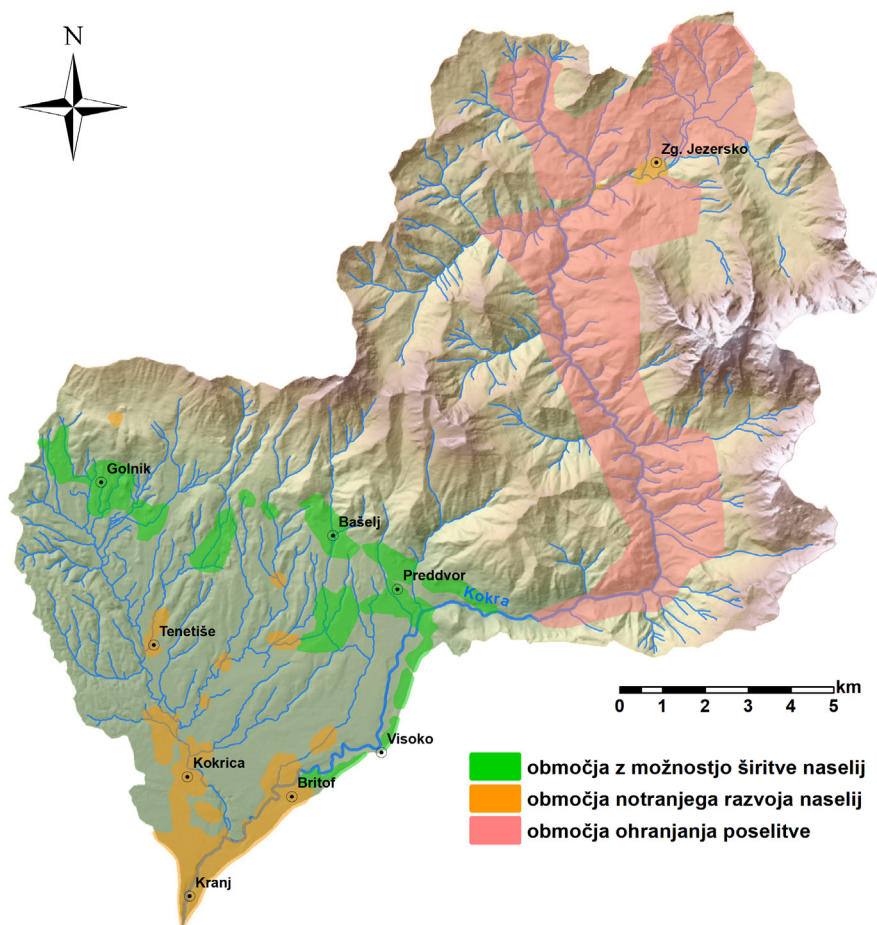 N
Zg. Jezersko
Golnik
Bašelj
Preddvor
Kokra
Tenetiše
km
0 1 2 3 4 5
Visoko
Kokrica
Britof
Kranj
območja z možnostjo širitve naselij
območja notranjega razvoja naselij
območja ohranjanja poselitve